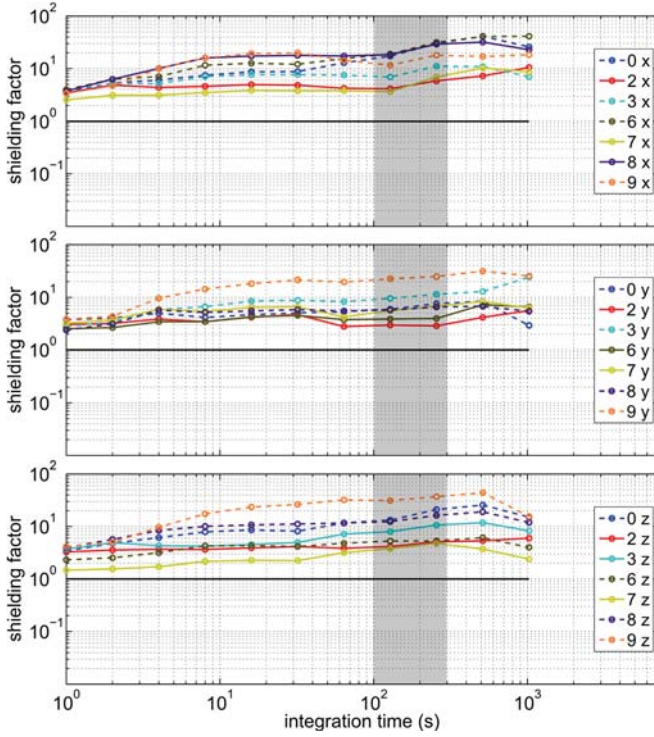 10²
10¹
10⁰
10⁻¹
shielding factor
0 x
2 x
3 x
6 x
7 x
8 x
9 x
10²
10¹
10⁰
10⁻¹
shielding factor
0 y
2 y
3 y
6 y
7 y
8 y
9 y
10²
10¹
10⁰
10⁻¹
shielding factor
0 z
2 z
3 z
6 z
7 z
8 z
9 z
10⁰ 10¹ 10² 10³
integration time (s)